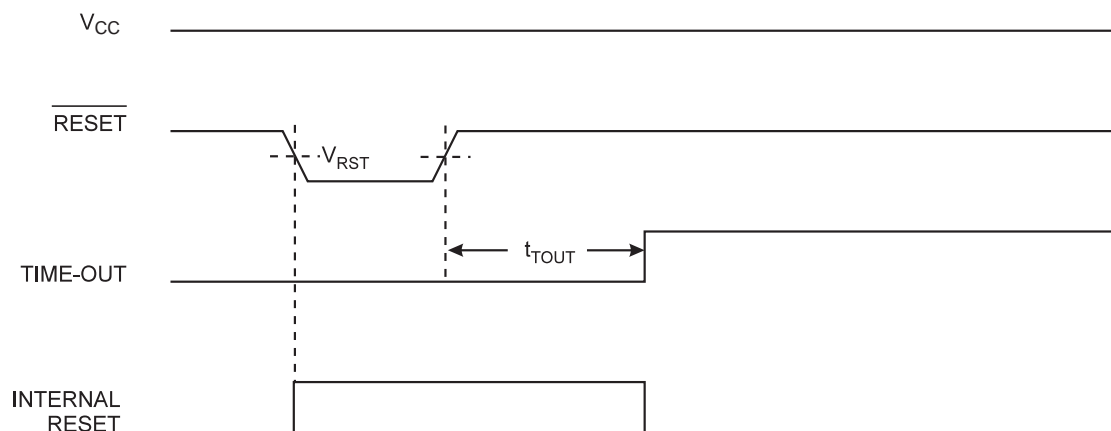 VCC
RESET
VRST
tTOUT
TIME-OUT
INTERNAL
RESET